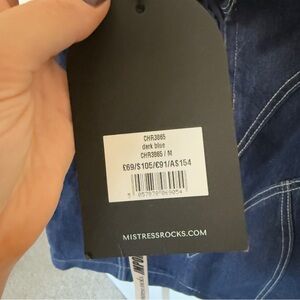 CHR3865
dark blue
CHR3865 / M
£69/$105/£91/A$154
MISTRESSROCKS.COM